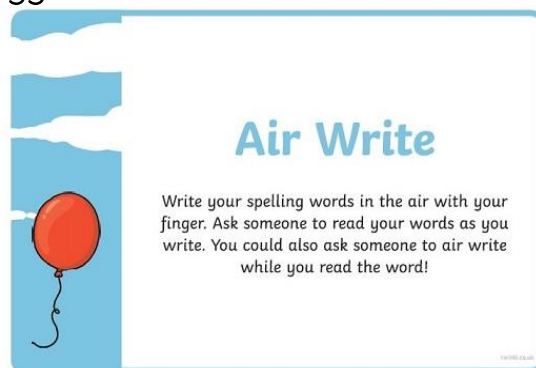 Air Write
Write your spelling words in the air with your
finger. Ask someone to read your words as you
write. You could also ask someone to air write
while you read the word!